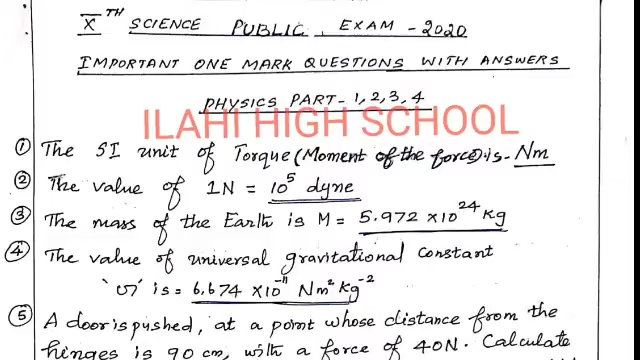 X TH SCIENCE PUBLIC EXAM - 2020
IMPORTANT ONE MARK QUESTIONS WITH ANSWERS
PHYSICS PART - 1, 2, 3, 4
ILAHI HIGH SCHOOL
① The SI unit of Torque (Moment of the force) is - Nm
② The value of 1N = 10⁵ dyne
③ The mass of the Earth is M = 5.972 × 10²⁴ kg
④ The value of universal gravitational constant
'G' is = 6.674 × 10⁻¹¹ Nm² kg⁻²
⑤ A door is pushed, at a point whose distance from the
hinges is 90 cm, with a force of 40N. Calculate